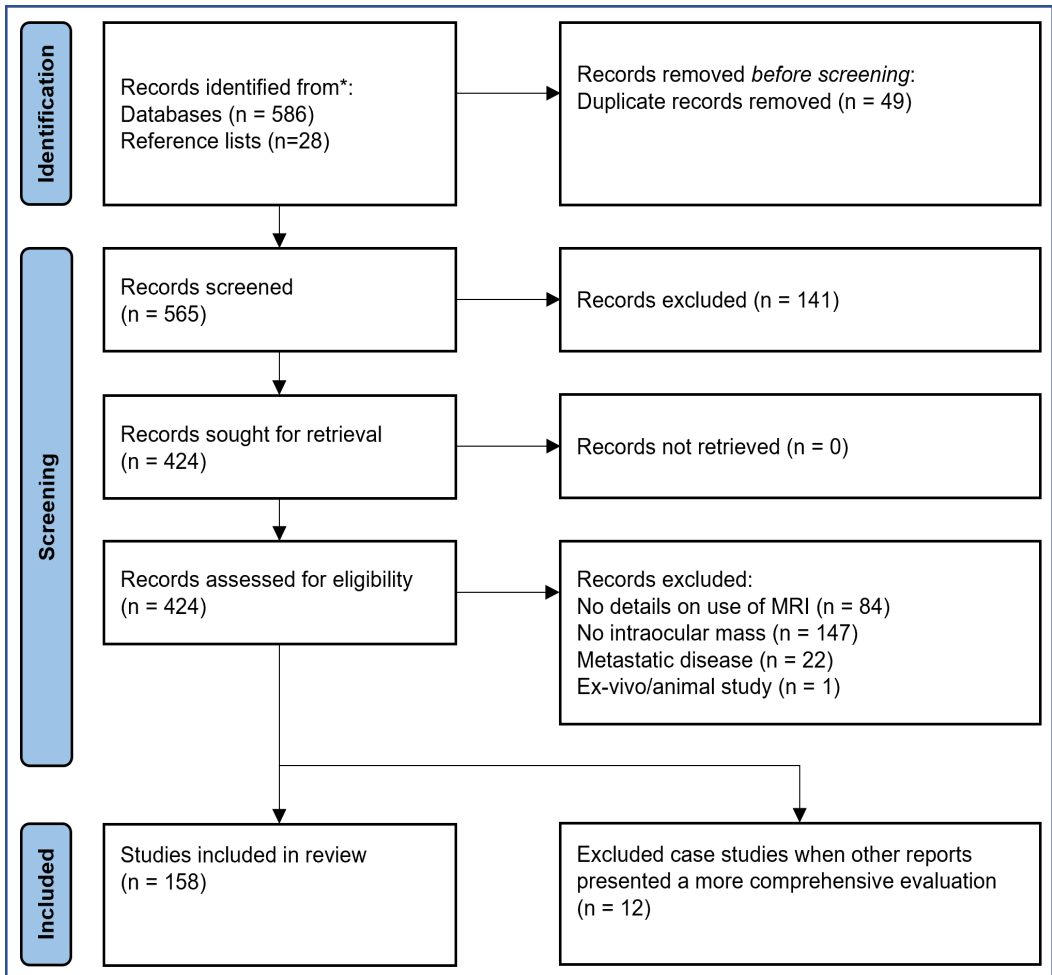 Identification
Records identified from*:
Databases (n = 586)
Reference lists (n=28)
Records removed before screening:
Duplicate records removed (n = 49)
Screening
Records screened
(n = 565)
Records excluded (n = 141)
Records sought for retrieval
(n = 424)
Records not retrieved (n = 0)
Records assessed for eligibility
(n = 424)
Records excluded:
No details on use of MRI (n = 84)
No intraocular mass (n = 147)
Metastatic disease (n = 22)
Ex-vivo/animal study (n = 1)
Included
Studies included in review
(n = 158)
Excluded case studies when other reports
presented a more comprehensive evaluation
(n = 12)